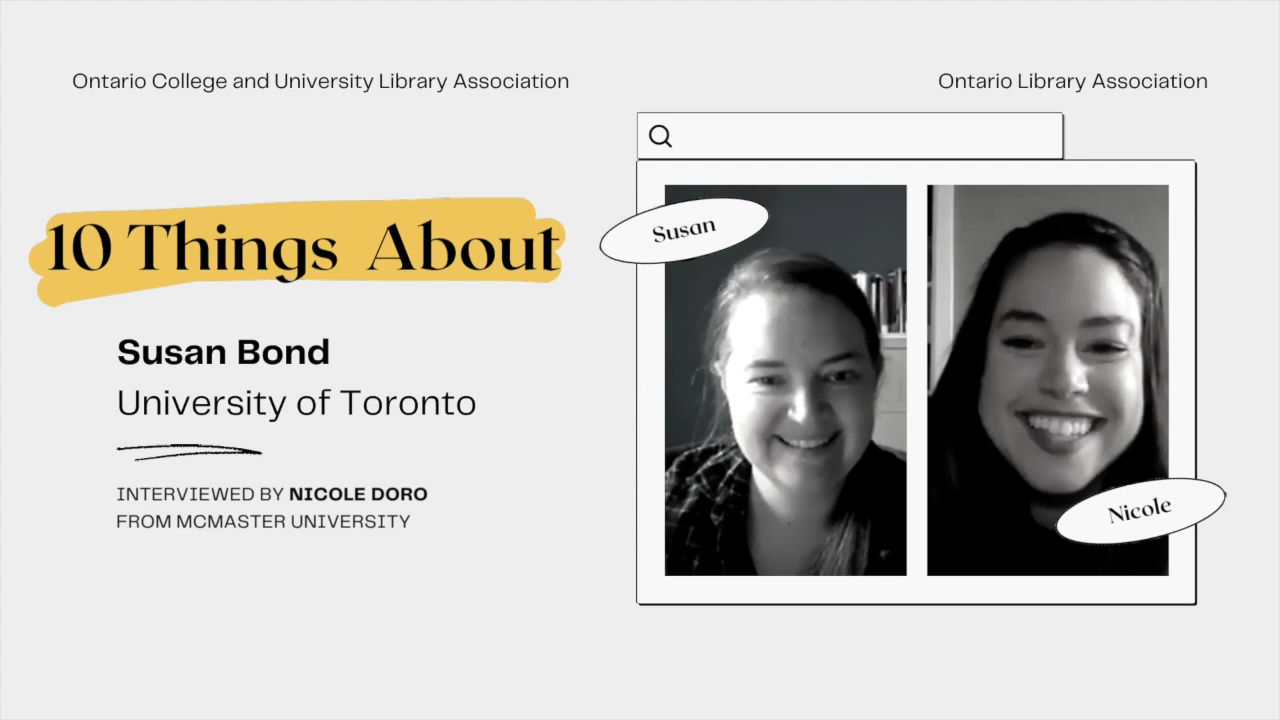 Ontario College and University Library Association
Ontario Library Association
10 Things About
Susan Bond
University of Toronto
INTERVIEWED BY NICOLE DORO
FROM MCMASTER UNIVERSITY
Susan
Nicole